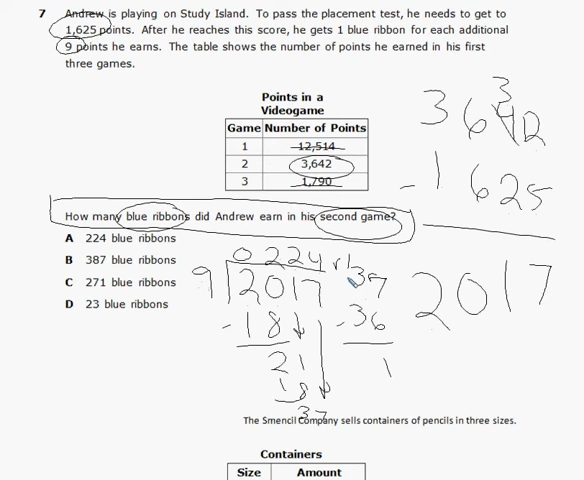 7 Andrew is playing on Study Island. To pass the placement test, he needs to get to
1,625 points. After he reaches this score, he gets 1 blue ribbon for each additional
9 points he earns. The table shows the number of points he earned in his first
three games.
Points in a
Videogame
Game Number of Points
1 12,514
2 3,642
3 1,790
How many blue ribbons did Andrew earn in his second game?
A 224 blue ribbons
B 387 blue ribbons
C 271 blue ribbons
D 23 blue ribbons
3
3642
- 1625
2017
0224 r1
9 2017
- 18
21
18
37
37
- 36
1
The Smencil Company sells containers of pencils in three sizes.
Containers
Size Amount